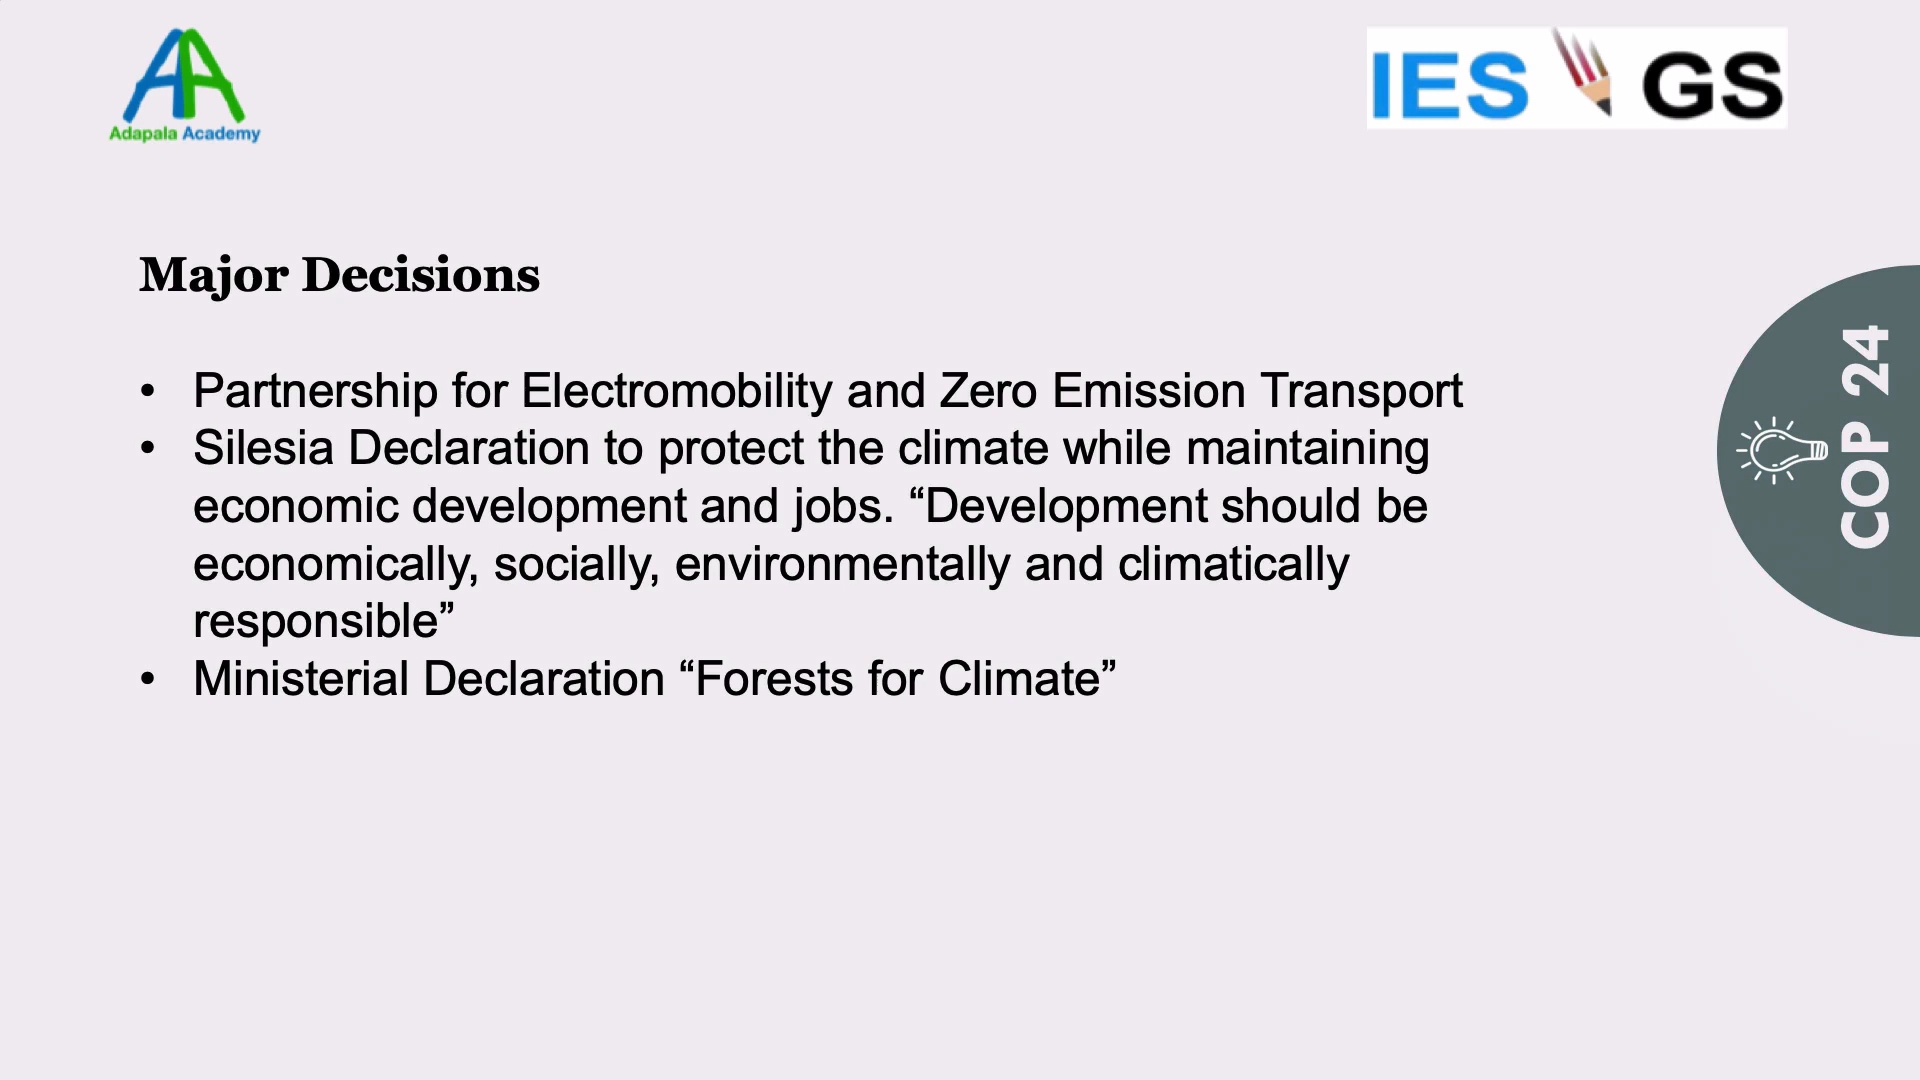 Adapala Academy
IES GS
Major Decisions
• Partnership for Electromobility and Zero Emission Transport
• Silesia Declaration to protect the climate while maintaining
economic development and jobs. “Development should be
economically, socially, environmentally and climatically
responsible”
• Ministerial Declaration “Forests for Climate”
COP 24